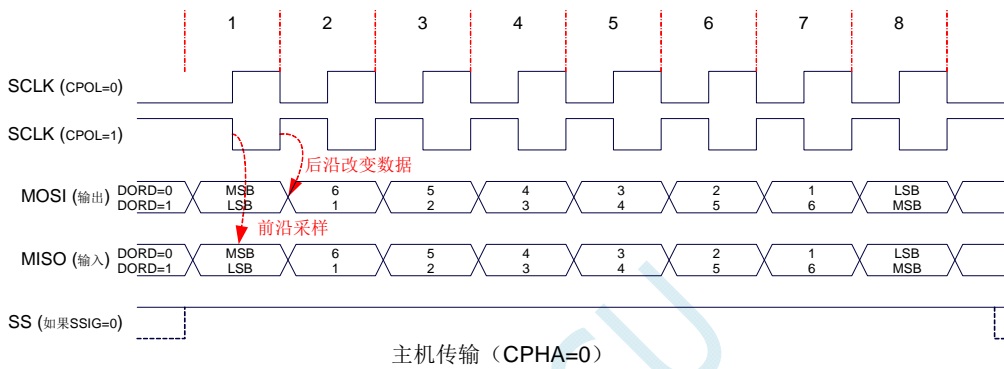 1 2 3 4 5 6 7 8
SCLK (CPOL=0)
SCLK (CPOL=1)
后沿改变数据
MOSI (输出) DORD=0 MSB 6 5 4 3 2 1 LSB
DORD=1 LSB 1 2 3 4 5 6 MSB
前沿采样
MISO (输入) DORD=0 MSB 6 5 4 3 2 1 LSB
DORD=1 LSB 1 2 3 4 5 6 MSB
SS (如果SSIG=0)
主机传输（CPHA=0）